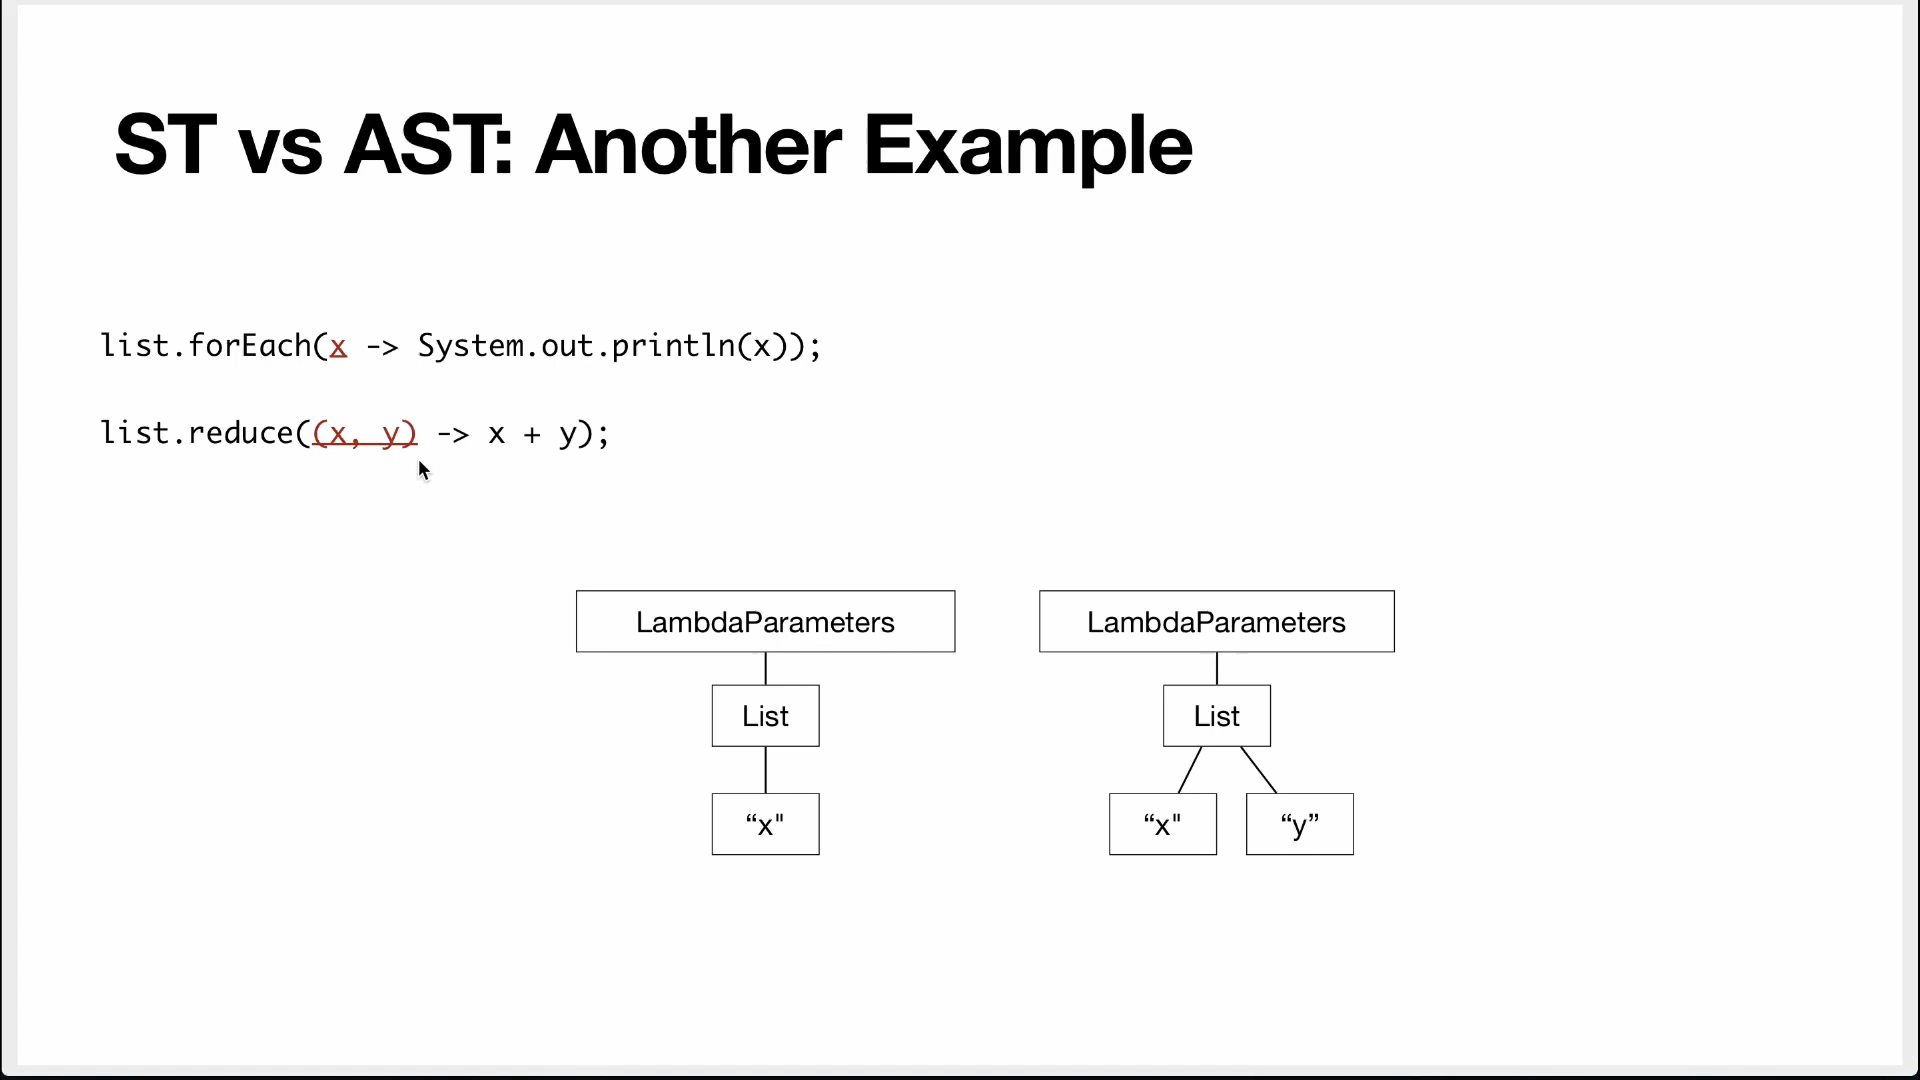 ST vs AST: Another Example
list.forEach(x -> System.out.println(x));
list.reduce((x, y) -> x + y);
LambdaParameters
List
“x"
LambdaParameters
List
“x" “y”